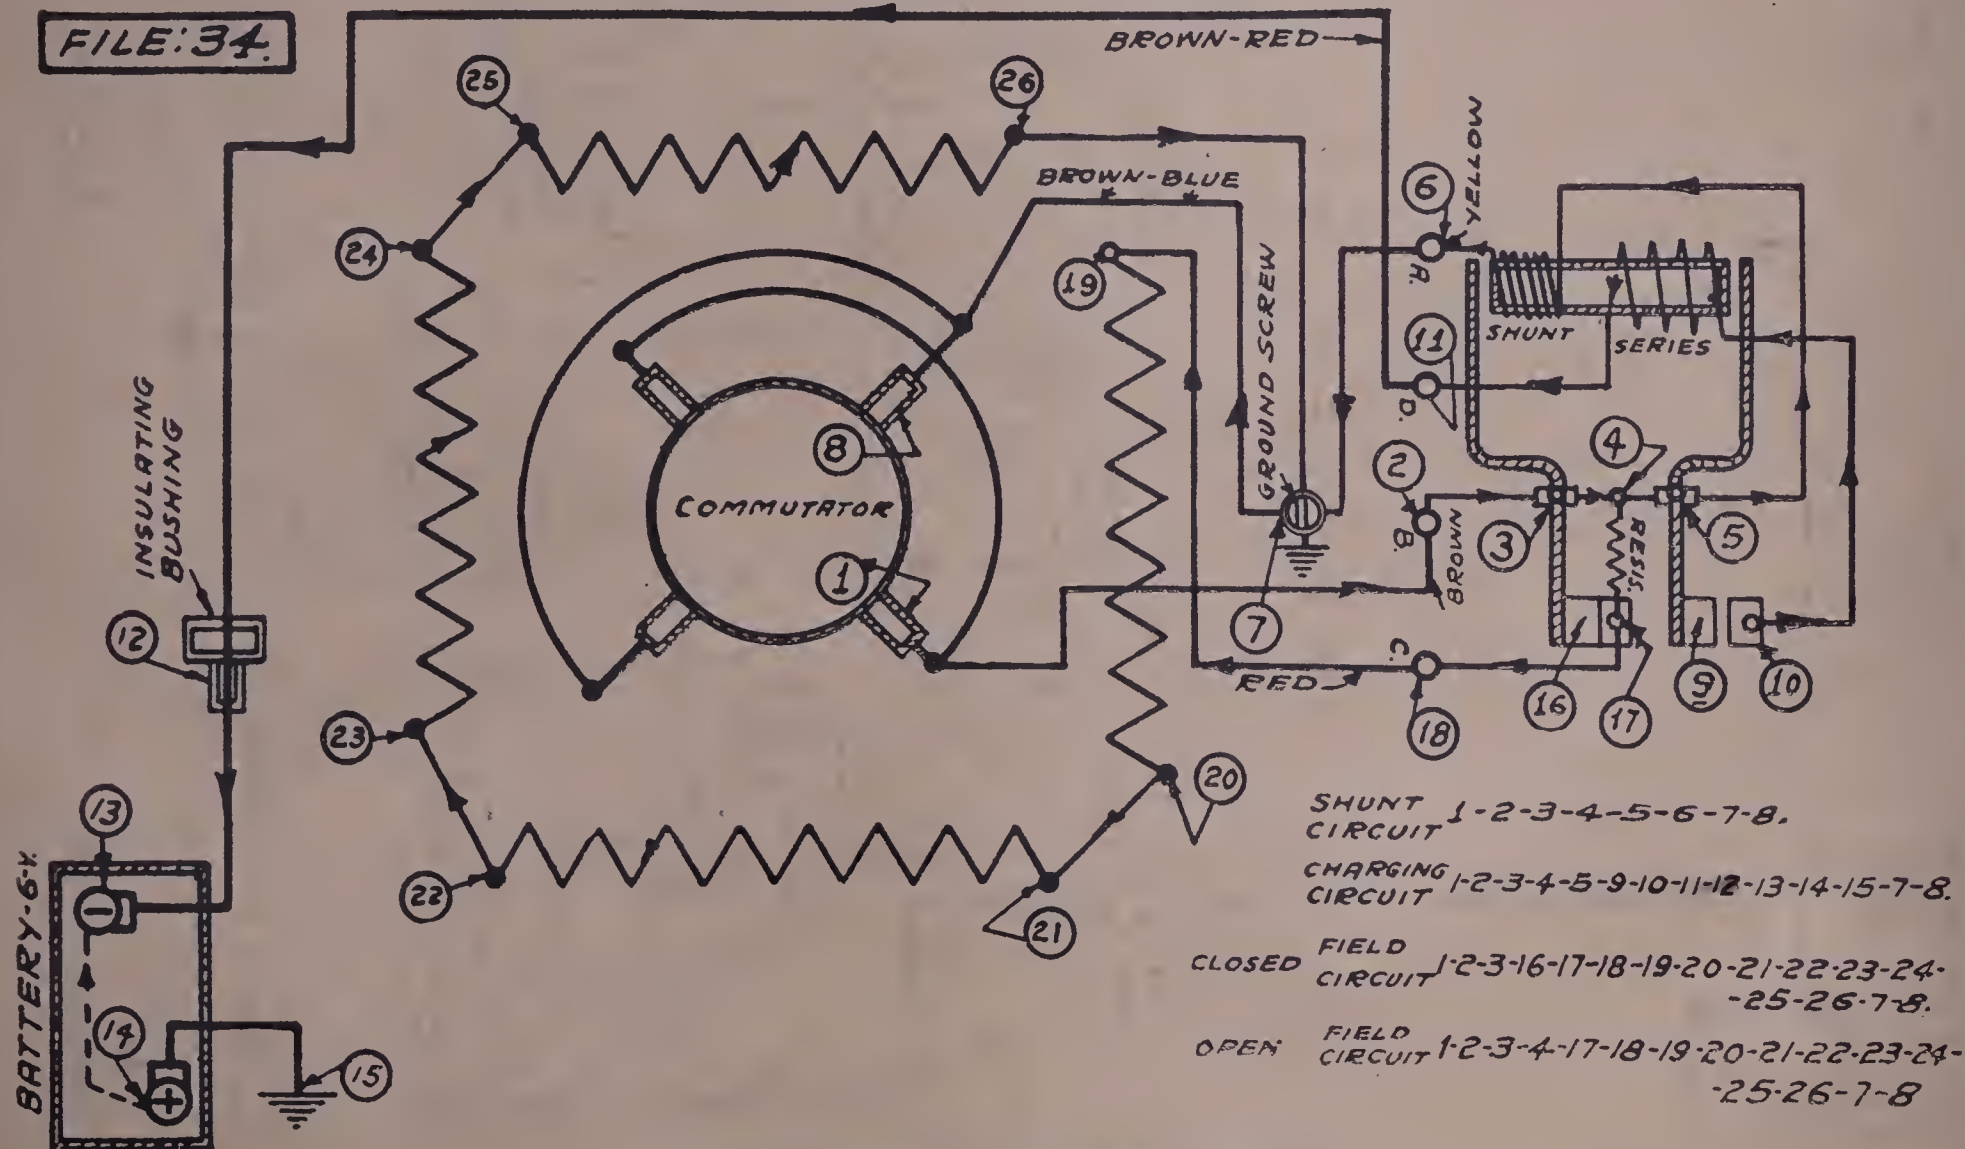 FILE: 34.
BROWN-RED
25
26
YELLOW
BROWN-BLUE
6
A.
24
19
GROUND SCREW
SHUNT
SERIES
11
D.
INSULATING
BUSHING
8
2
4
COMMUTATOR
B.
BROWN
3
RESIS.
5
1
7
12
C.
RED
18
16
17
9
10
23
20
13
22
21
BATTERY-6-V.
14
15
SHUNT
CIRCUIT 1-2-3-4-5-6-7-8.
CHARGING
CIRCUIT 1-2-3-4-5-9-10-11-12-13-14-15-7-8.
CLOSED FIELD
CIRCUIT 1-2-3-16-17-18-19-20-21-22-23-24-
-25-26-7-8.
OPEN FIELD
CIRCUIT 1-2-3-4-17-18-19-20-21-22-23-24-
-25-26-7-8